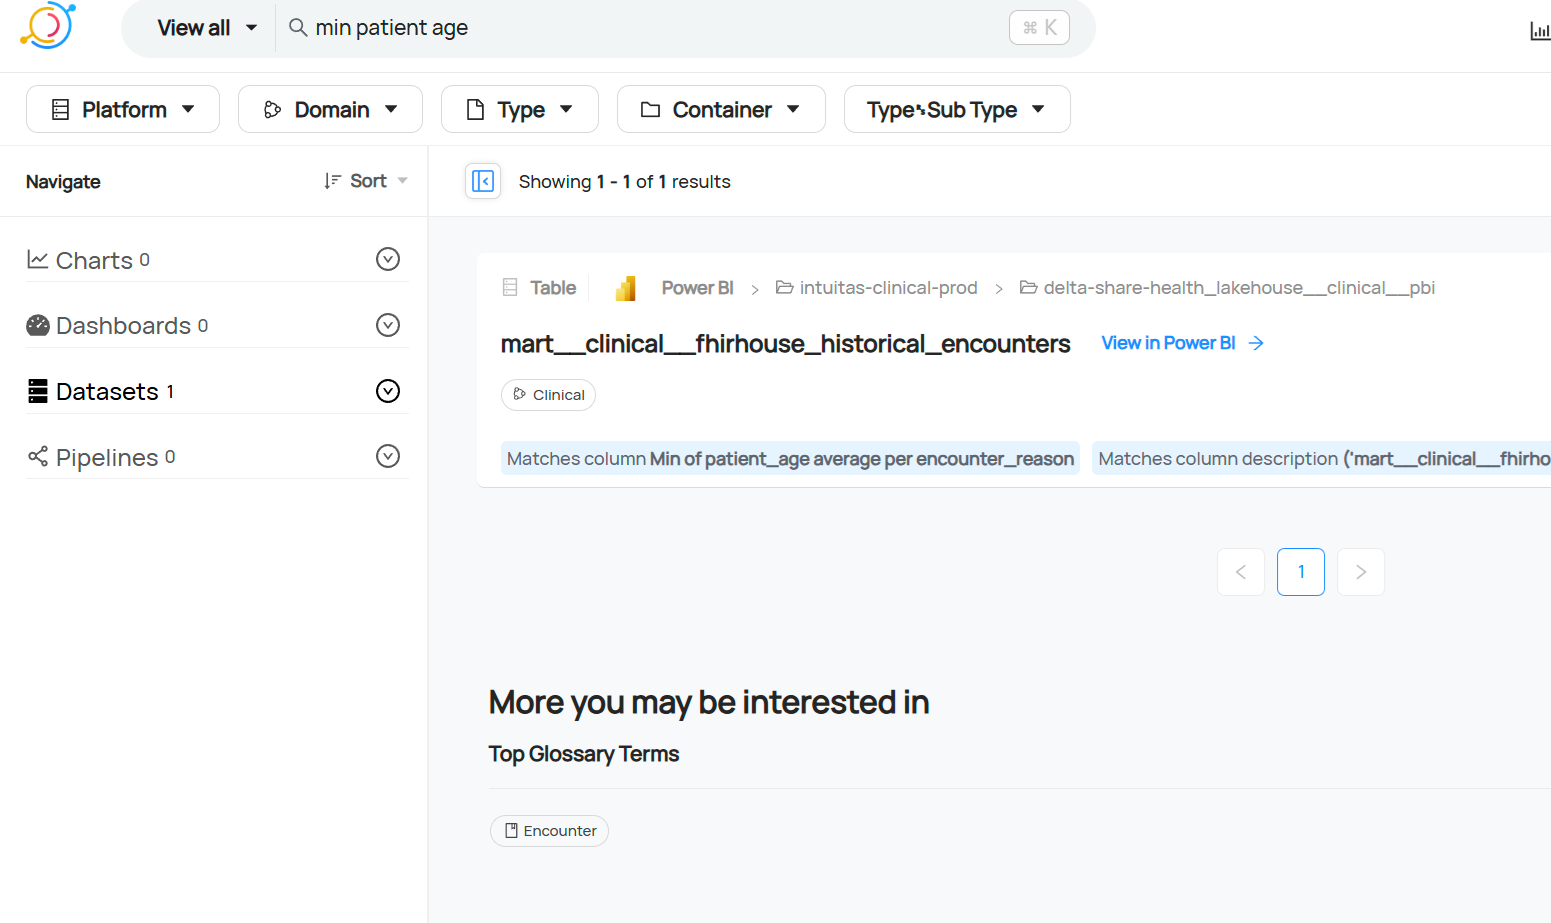 View all
min patient age
⌘ K
Platform
Domain
Type
Container
Type Sub Type
Navigate
Sort
Showing 1 - 1 of 1 results
Charts 0
Dashboards 0
Datasets 1
Pipelines 0
Table
Power BI > intuitas-clinical-prod > delta-share-health_lakehouse__clinical__pbi
mart__clinical__fhirhouse_historical_encounters
View in Power BI →
Clinical
Matches column Min of patient_age average per encounter_reason
Matches column description ('mart__clinical__fhirho
< 1 >
More you may be interested in
Top Glossary Terms
Encounter